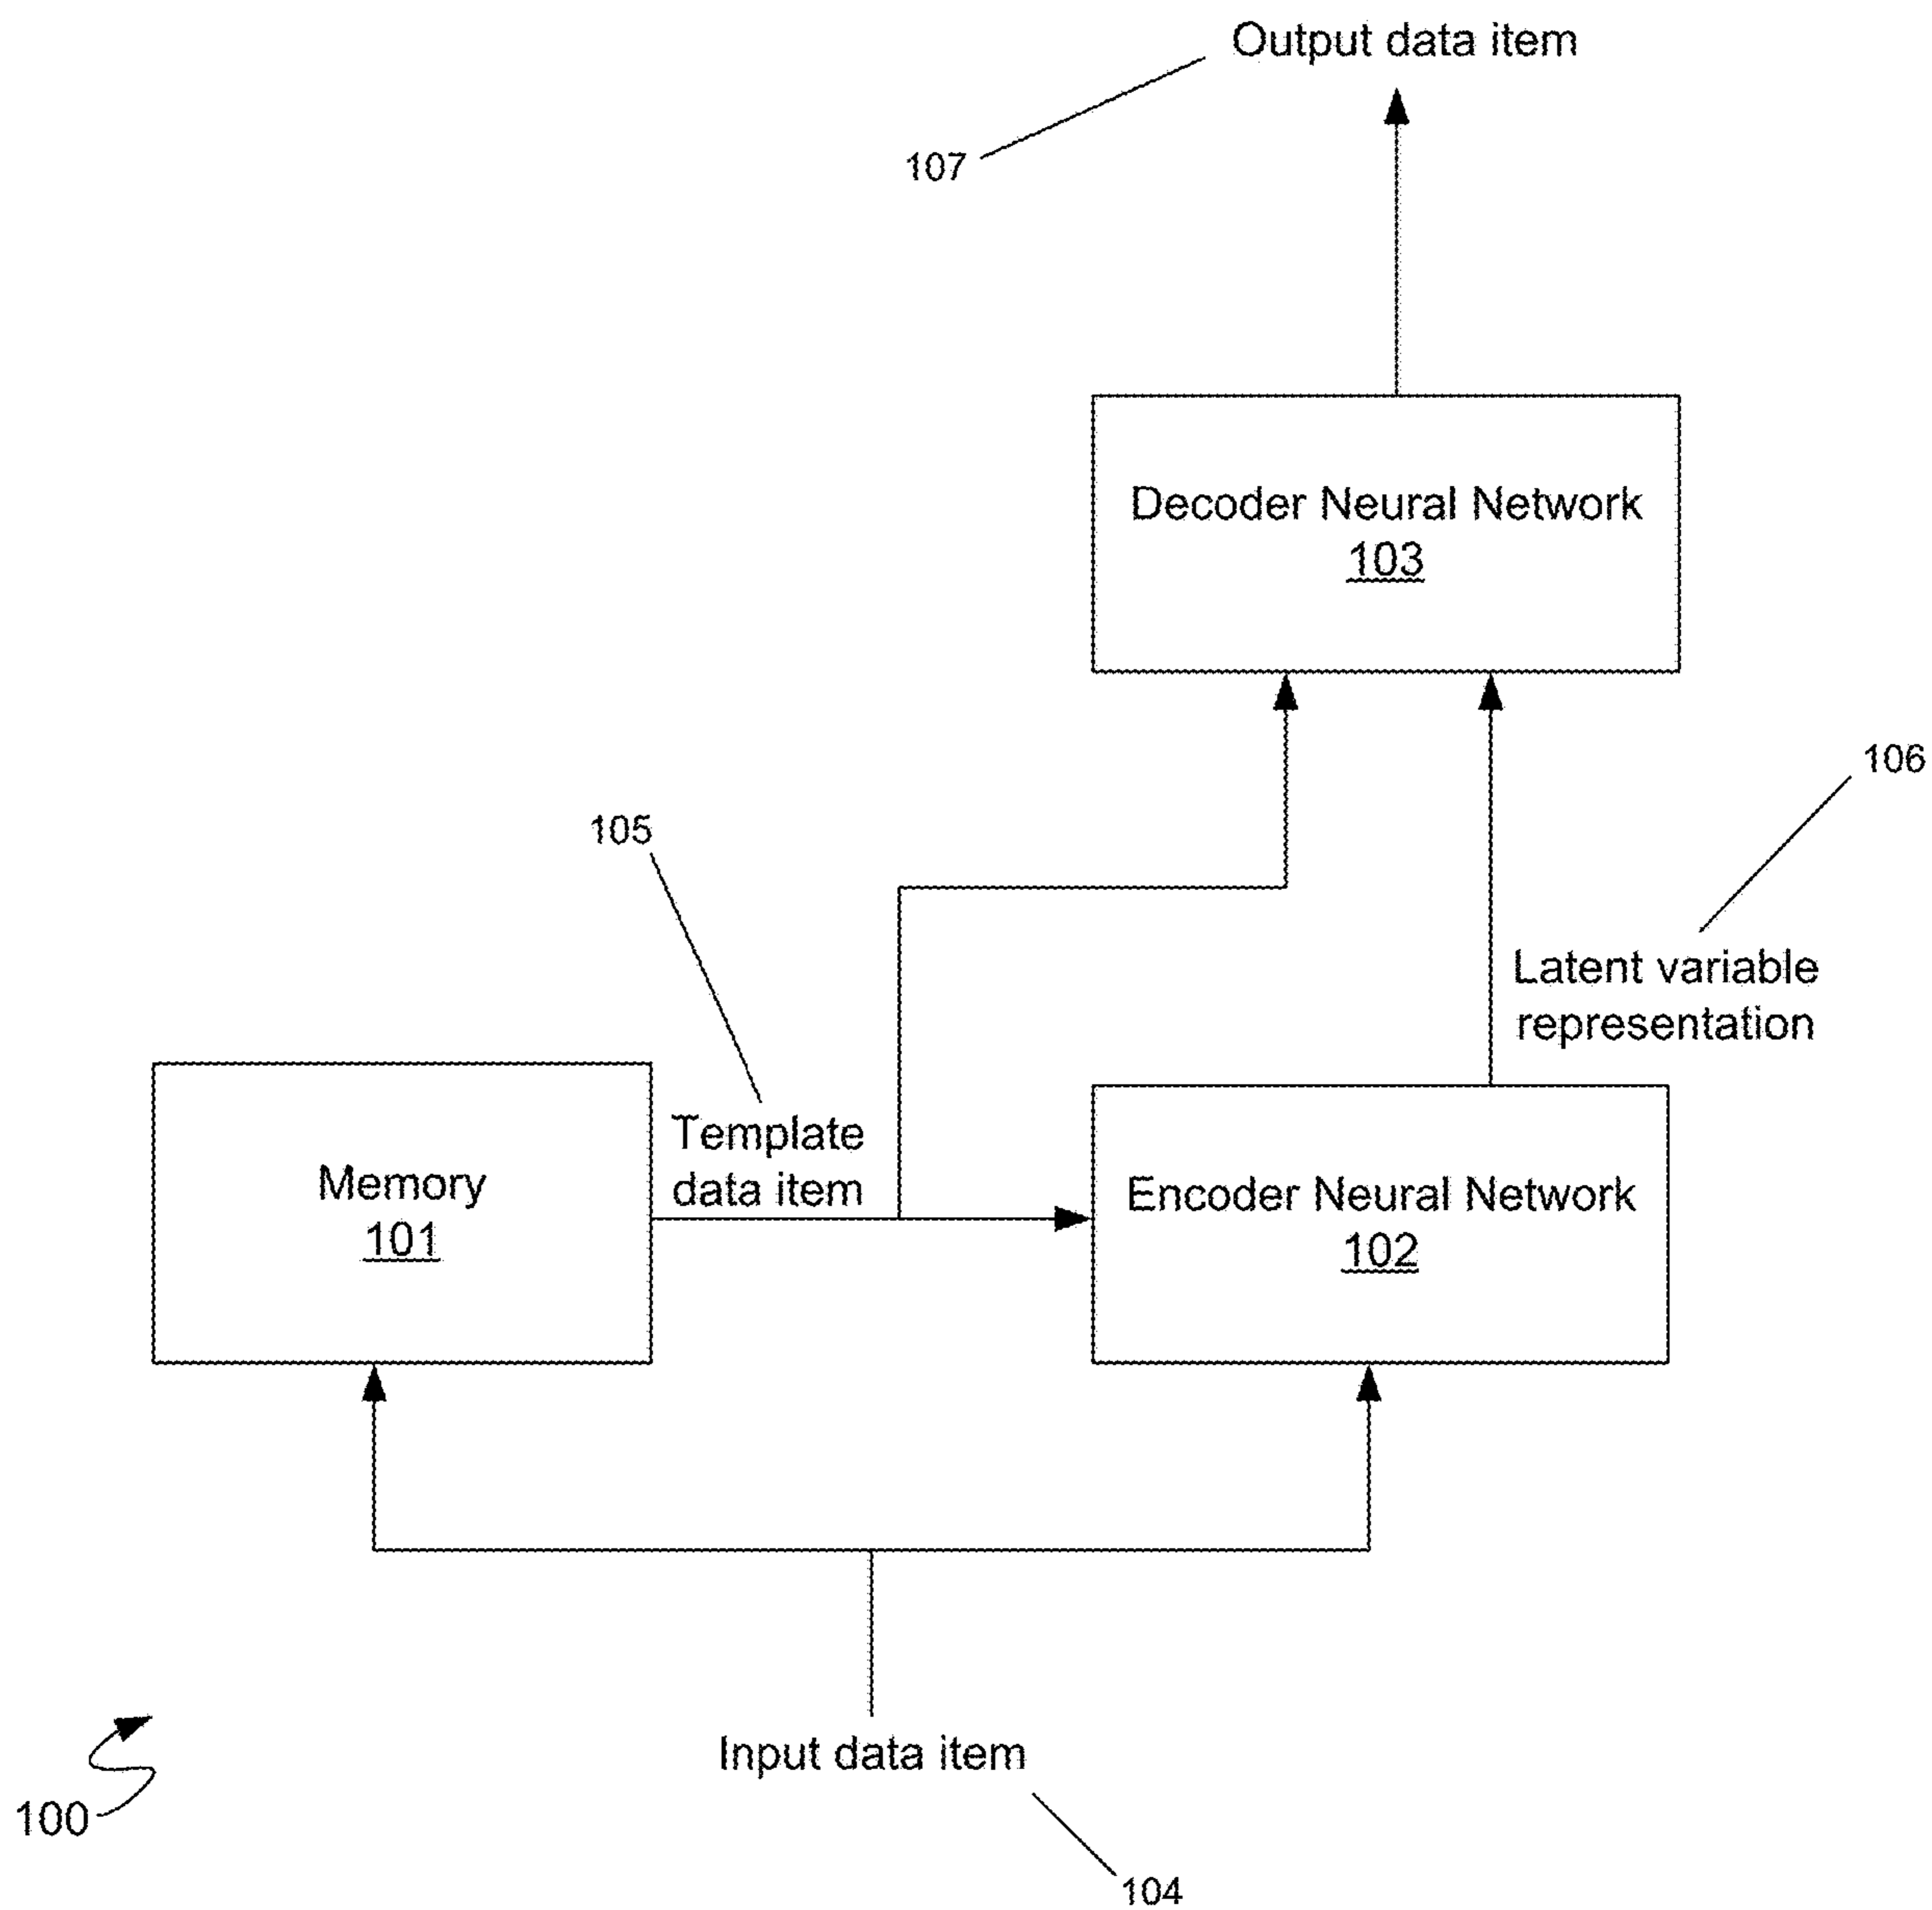 Output data item
107
Decoder Neural Network
103
106
105
Latent variable
representation
Template
data item
Memory
101
Encoder Neural Network
102
Input data item
100
104